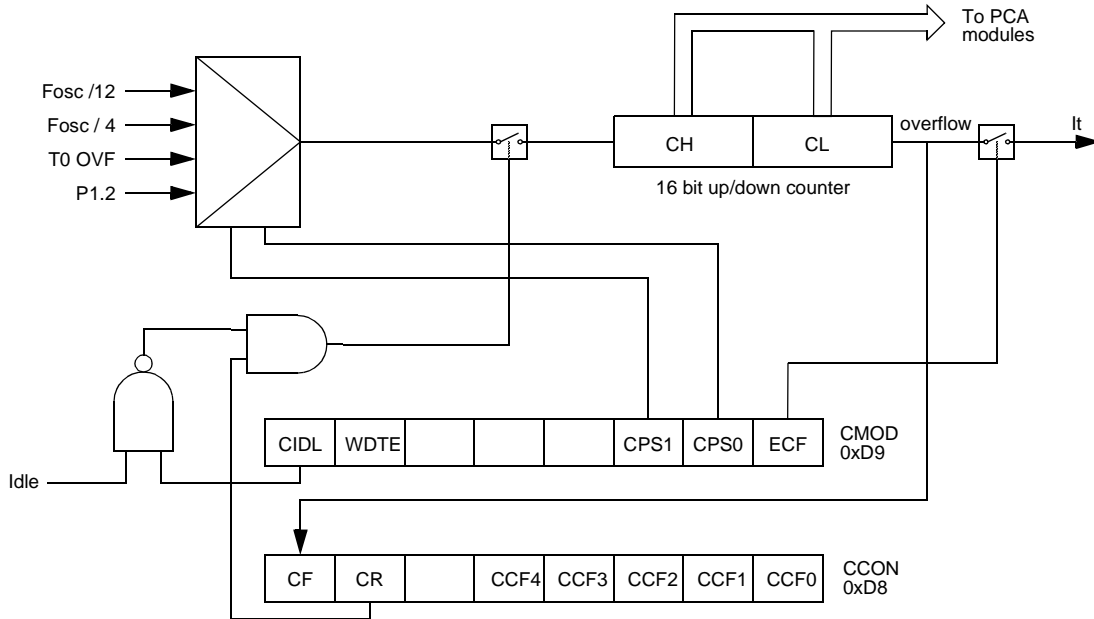 To PCA
modules
Fosc /12
Fosc / 4
T0 OVF
P1.2
CH
CL
overflow
It
16 bit up/down counter
CIDL
WDTE
CPS1
CPS0
ECF
CMOD
0xD9
Idle
CF
CR
CCF4
CCF3
CCF2
CCF1
CCF0
CCON
0xD8